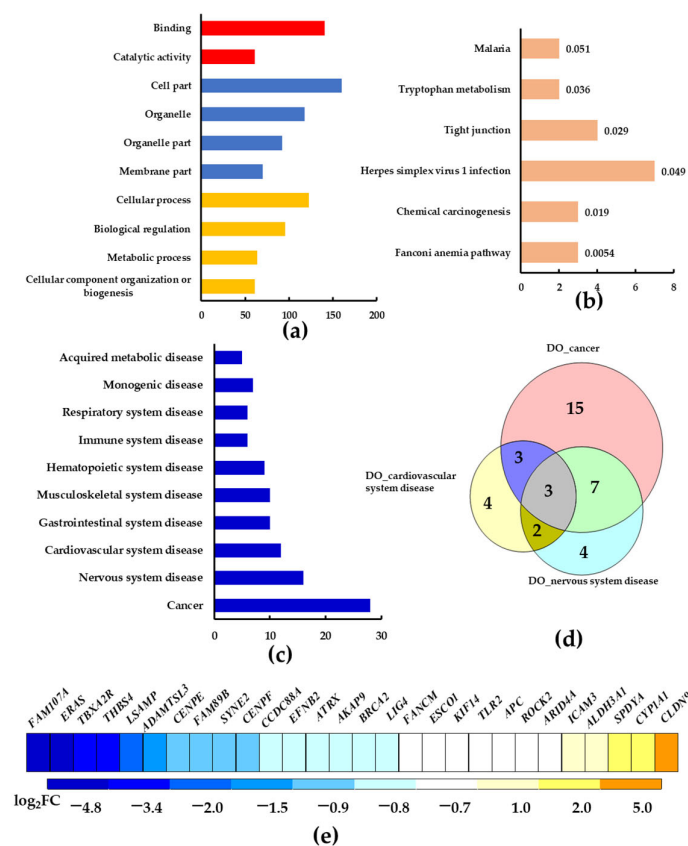 Binding
Catalytic activity
Cell part
Organelle
Organelle part
Membrane part
Cellular process
Biological regulation
Metabolic process
Cellular component organization or
biogenesis
0 50 100 150 200
(a)
Malaria
Tryptophan metabolism
Tight junction
Herpes simplex virus 1 infection
Chemical carcinogenesis
Fanconi anemia pathway
0.051
0.036
0.029
0.049
0.019
0.0054
0 2 4 6 8
(b)
Acquired metabolic disease
Monogenic disease
Respiratory system disease
Immune system disease
Hematopoietic system disease
Musculoskeletal system disease
Gastrointestinal system disease
Cardiovascular system disease
Nervous system disease
Cancer
0 10 20 30
(c)
DO_cancer
15
3
DO_cardiovascular
system disease
4
3
7
2
4
DO_nervous system disease
(d)
FAM107A ERAS TBXA2R THBS4 LSAMP ADAMTSL3 CENPE FAM89B SYNE2 CENPF CCDC88A EFNB2 ATRX AKAP9 BRCA2 LIG4 FANCM ESCO1 KIF14 TLR2 APC ROCK2 ARID4A ICAM3 ALDH3A1 SPDYA CYP1A1 CLDN9
log₂FC −4.8 −3.4 −2.0 −1.5 −0.9 −0.8 −0.7 1.0 2.0 5.0
(e)